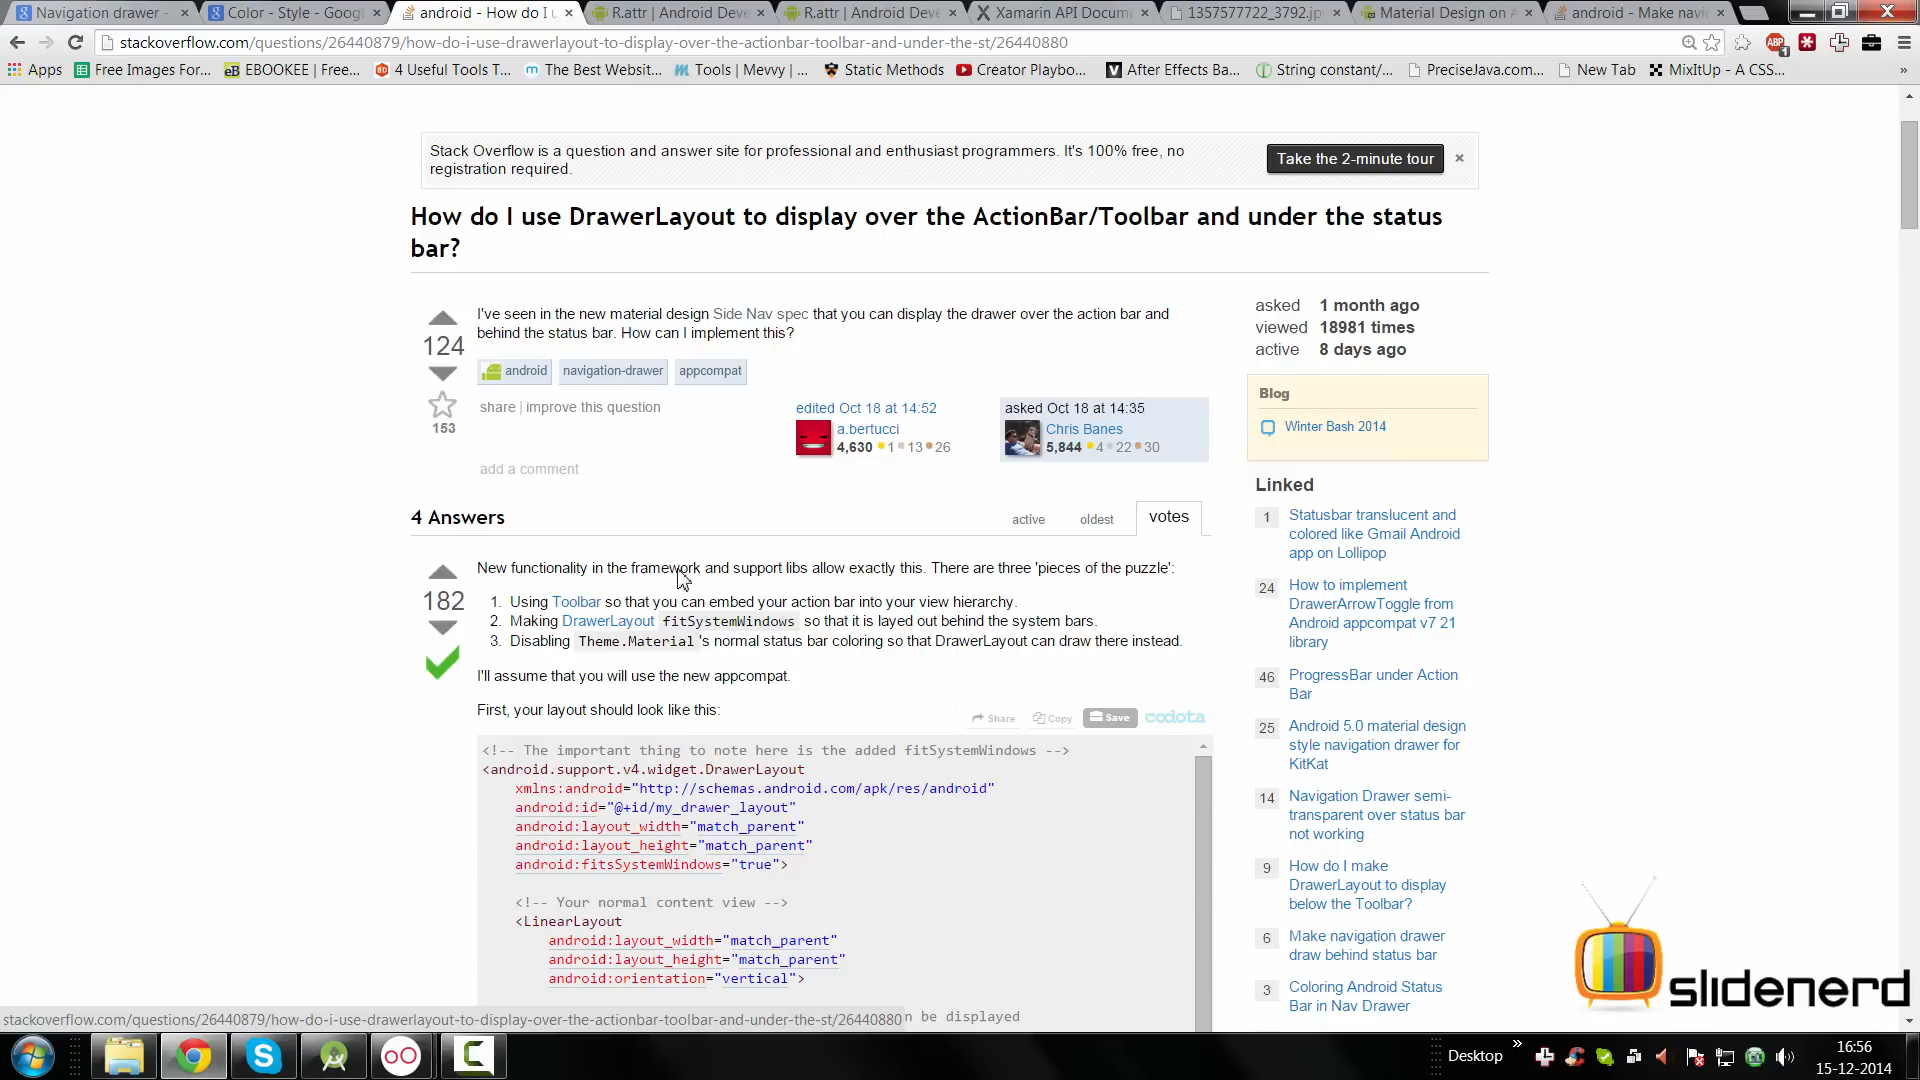 Navigation drawer -
Color - Style - Goog
android - How do I u
R.attr | Android Deve
R.attr | Android Deve
Xamarin API Docum
1357577722_3792.jp
Material Design on A
android - Make navi
stackoverflow.com/questions/26440879/how-do-i-use-drawerlayout-to-display-over-the-actionbar-toolbar-and-under-the-st/26440880
ABP
1
Apps
Free Images For...
EBOOKEE | Free...
4 Useful Tools T...
The Best Websit...
Tools | Mevvy | ...
Static Methods
Creator Playbo...
After Effects Ba...
String constant/...
PreciseJava.com...
New Tab
MixItUp - A CSS...
Stack Overflow is a question and answer site for professional and enthusiast programmers. It's 100% free, no
registration required.
Take the 2-minute tour
How do I use DrawerLayout to display over the ActionBar/Toolbar and under the status
bar?
124
153
I've seen in the new material design Side Nav spec that you can display the drawer over the action bar and
behind the status bar. How can I implement this?
android navigation-drawer appcompat
share | improve this question
edited Oct 18 at 14:52
a.bertucci
4,630 1 13 26
asked Oct 18 at 14:35
Chris Banes
5,844 4 22 30
add a comment
4 Answers
active oldest votes
182
New functionality in the framework and support libs allow exactly this. There are three 'pieces of the puzzle':
1. Using Toolbar so that you can embed your action bar into your view hierarchy.
2. Making DrawerLayout fitSystemWindows so that it is layed out behind the system bars.
3. Disabling Theme.Material's normal status bar coloring so that DrawerLayout can draw there instead.
I'll assume that you will use the new appcompat.
First, your layout should look like this:
Share Copy Save codota
<!-- The important thing to note here is the added fitSystemWindows -->
<android.support.v4.widget.DrawerLayout
xmlns:android="http://schemas.android.com/apk/res/android"
android:id="@+id/my_drawer_layout"
android:layout_width="match_parent"
android:layout_height="match_parent"
android:fitsSystemWindows="true">
<!-- Your normal content view -->
<LinearLayout
android:layout_width="match_parent"
android:layout_height="match_parent"
android:orientation="vertical">
n be displayed
asked 1 month ago
viewed 18981 times
active 8 days ago
Blog
Winter Bash 2014
Linked
1 Statusbar translucent and
colored like Gmail Android
app on Lollipop
24 How to implement
DrawerArrowToggle from
Android appcompat v7 21
library
46 ProgressBar under Action
Bar
25 Android 5.0 material design
style navigation drawer for
KitKat
14 Navigation Drawer semi-
transparent over status bar
not working
9 How do I make
DrawerLayout to display
below the Toolbar?
6 Make navigation drawer
draw behind status bar
3 Coloring Android Status
Bar in Nav Drawer
slidenerd
stackoverflow.com/questions/26440879/how-do-i-use-drawerlayout-to-display-over-the-actionbar-toolbar-and-under-the-st/26440880
Desktop
16:56
15-12-2014